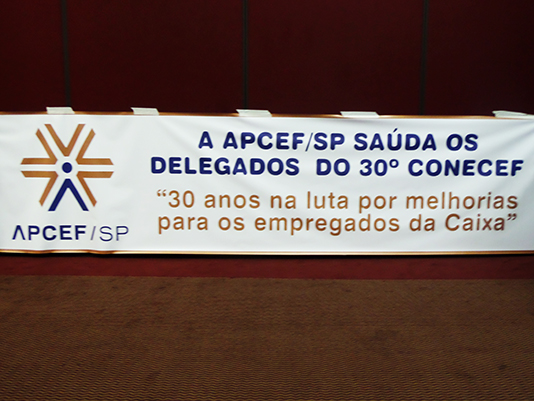 A APCEF/SP SAÚDA OS
DELEGADOS DO 30º CONECEF
“30 anos na luta por melhorias
para os empregados da Caixa”
APCEF/SP